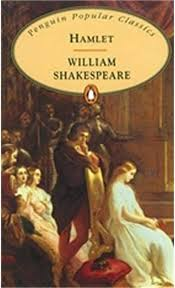 Penguin Popular Classics
HAMLET
WILLIAM
SHAKESPEARE